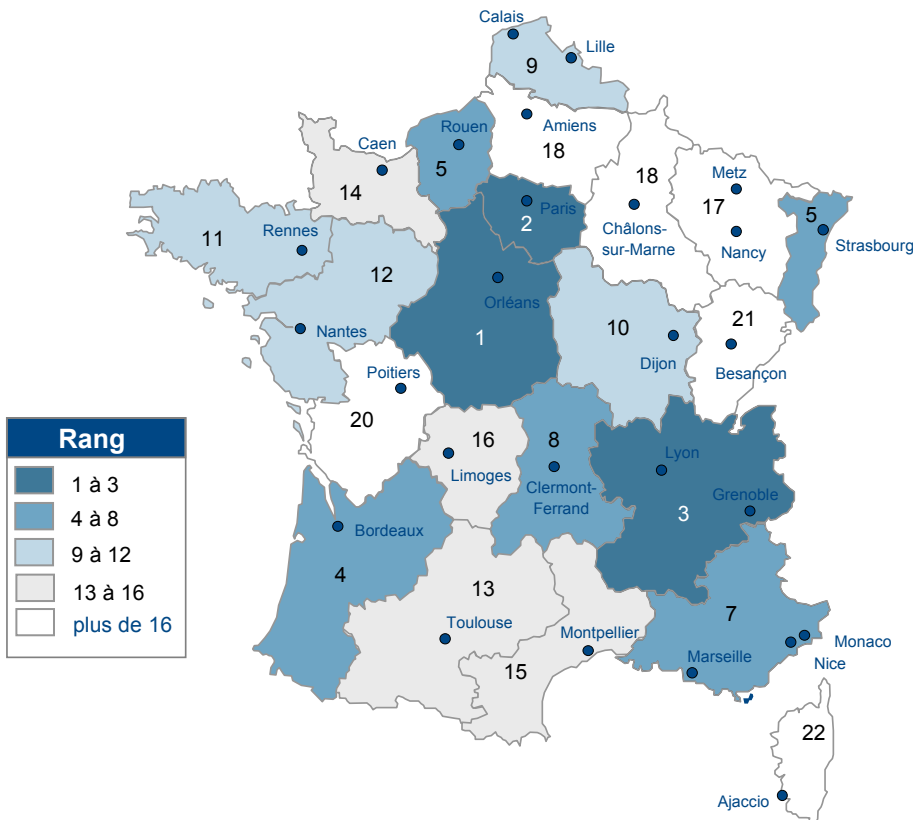 Calais
Lille
9
Rouen
Amiens
18
Caen
5
14
18
Metz
17
Paris
2
Châlons-
sur-Marne
Nancy
5
Strasbourg
11
Rennes
12
Orléans
Nantes
1
10
Dijon
21
Besançon
Poitiers
20
16
Limoges
8
Clermont-
Ferrand
Lyon
Grenoble
3
Bordeaux
4
13
Toulouse
Montpellier
15
7
Marseille
Monaco
Nice
22
Ajaccio
Rang
1 à 3
4 à 8
9 à 12
13 à 16
plus de 16